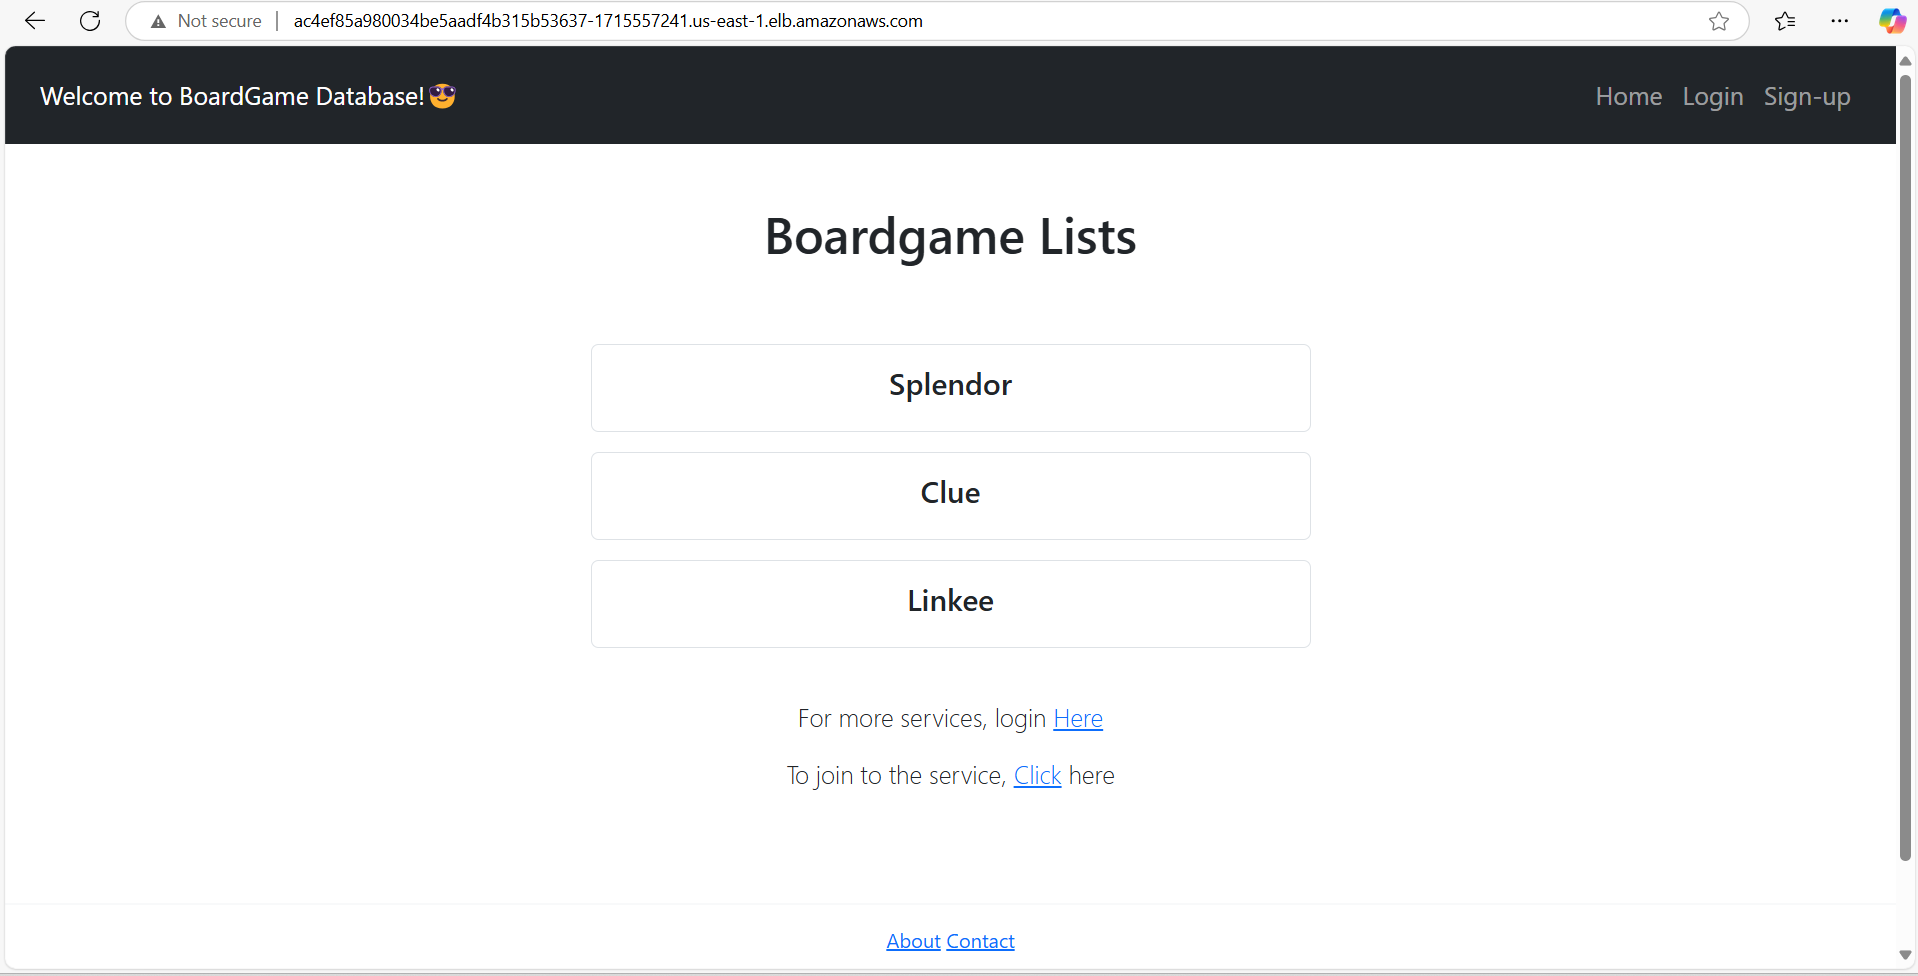 Not secure ac4ef85a980034be5aadf4b315b53637-1715557241.us-east-1.elb.amazonaws.com
Welcome to BoardGame Database!😎 Home Login Sign-up
Boardgame Lists
Splendor
Clue
Linkee
For more services, login Here
To join to the service, Click here
About Contact